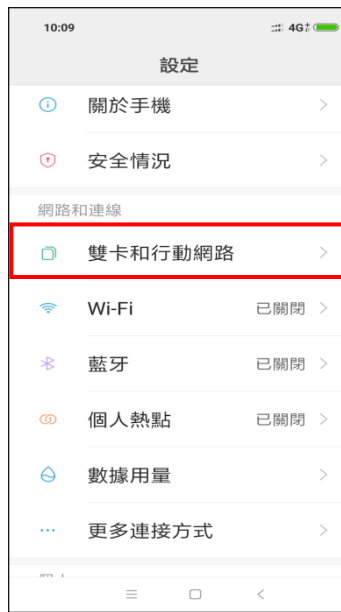 10:09 4G
設定
關於手機
安全情況
網路和連線
雙卡和行動網路
Wi-Fi 已關閉
藍牙 已關閉
個人熱點 已關閉
數據用量
更多連接方式